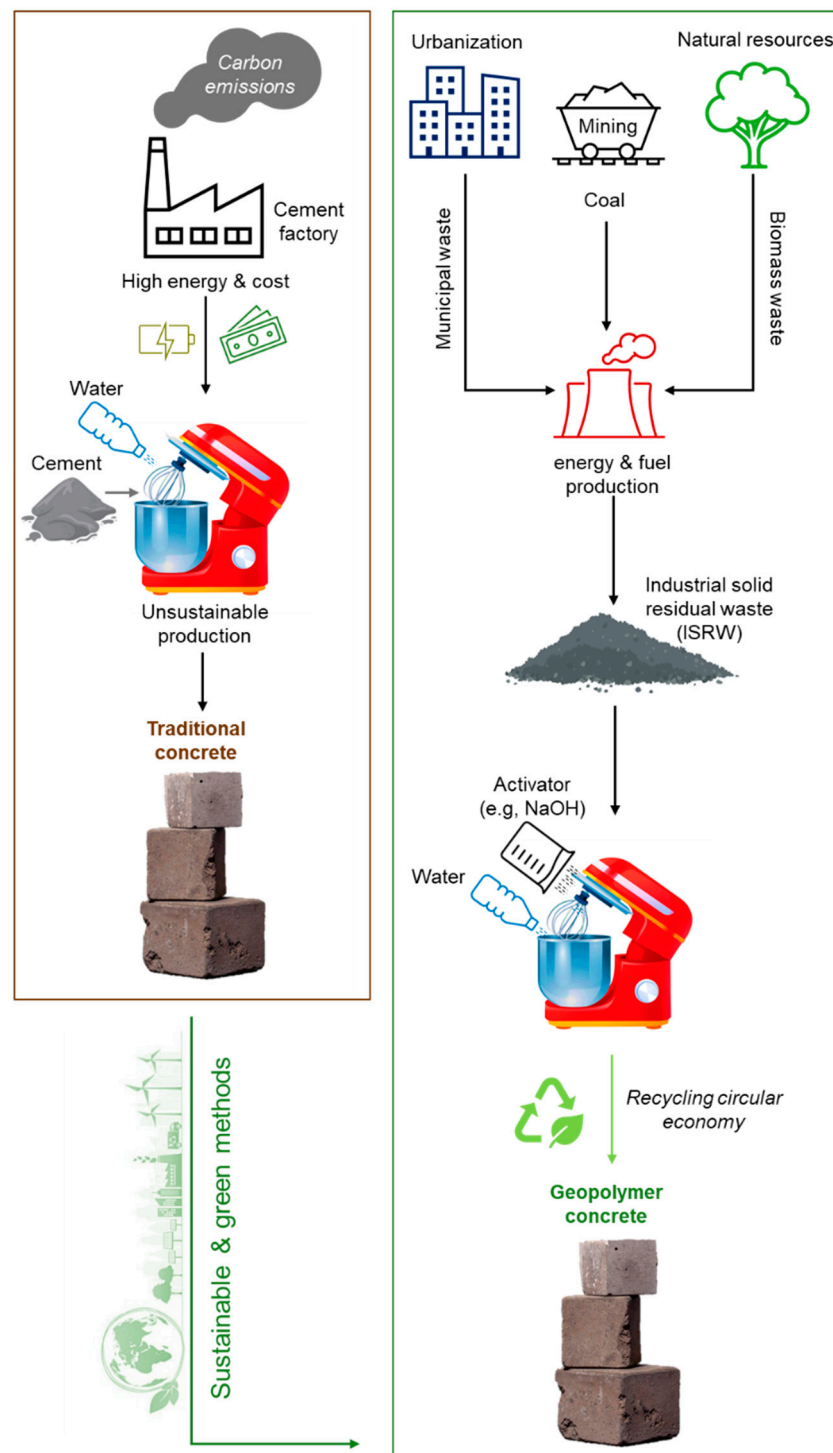 Carbon
emissions
Cement
factory
High energy & cost
Water
Cement
Unsustainable
production
Traditional
concrete
Sustainable & green methods
Urbanization
Natural resources
Mining
Coal
Municipal waste
Biomass waste
energy & fuel
production
Industrial solid
residual waste
(ISRW)
Activator
(e.g, NaOH)
Water
Recycling circular
economy
Geopolymer
concrete